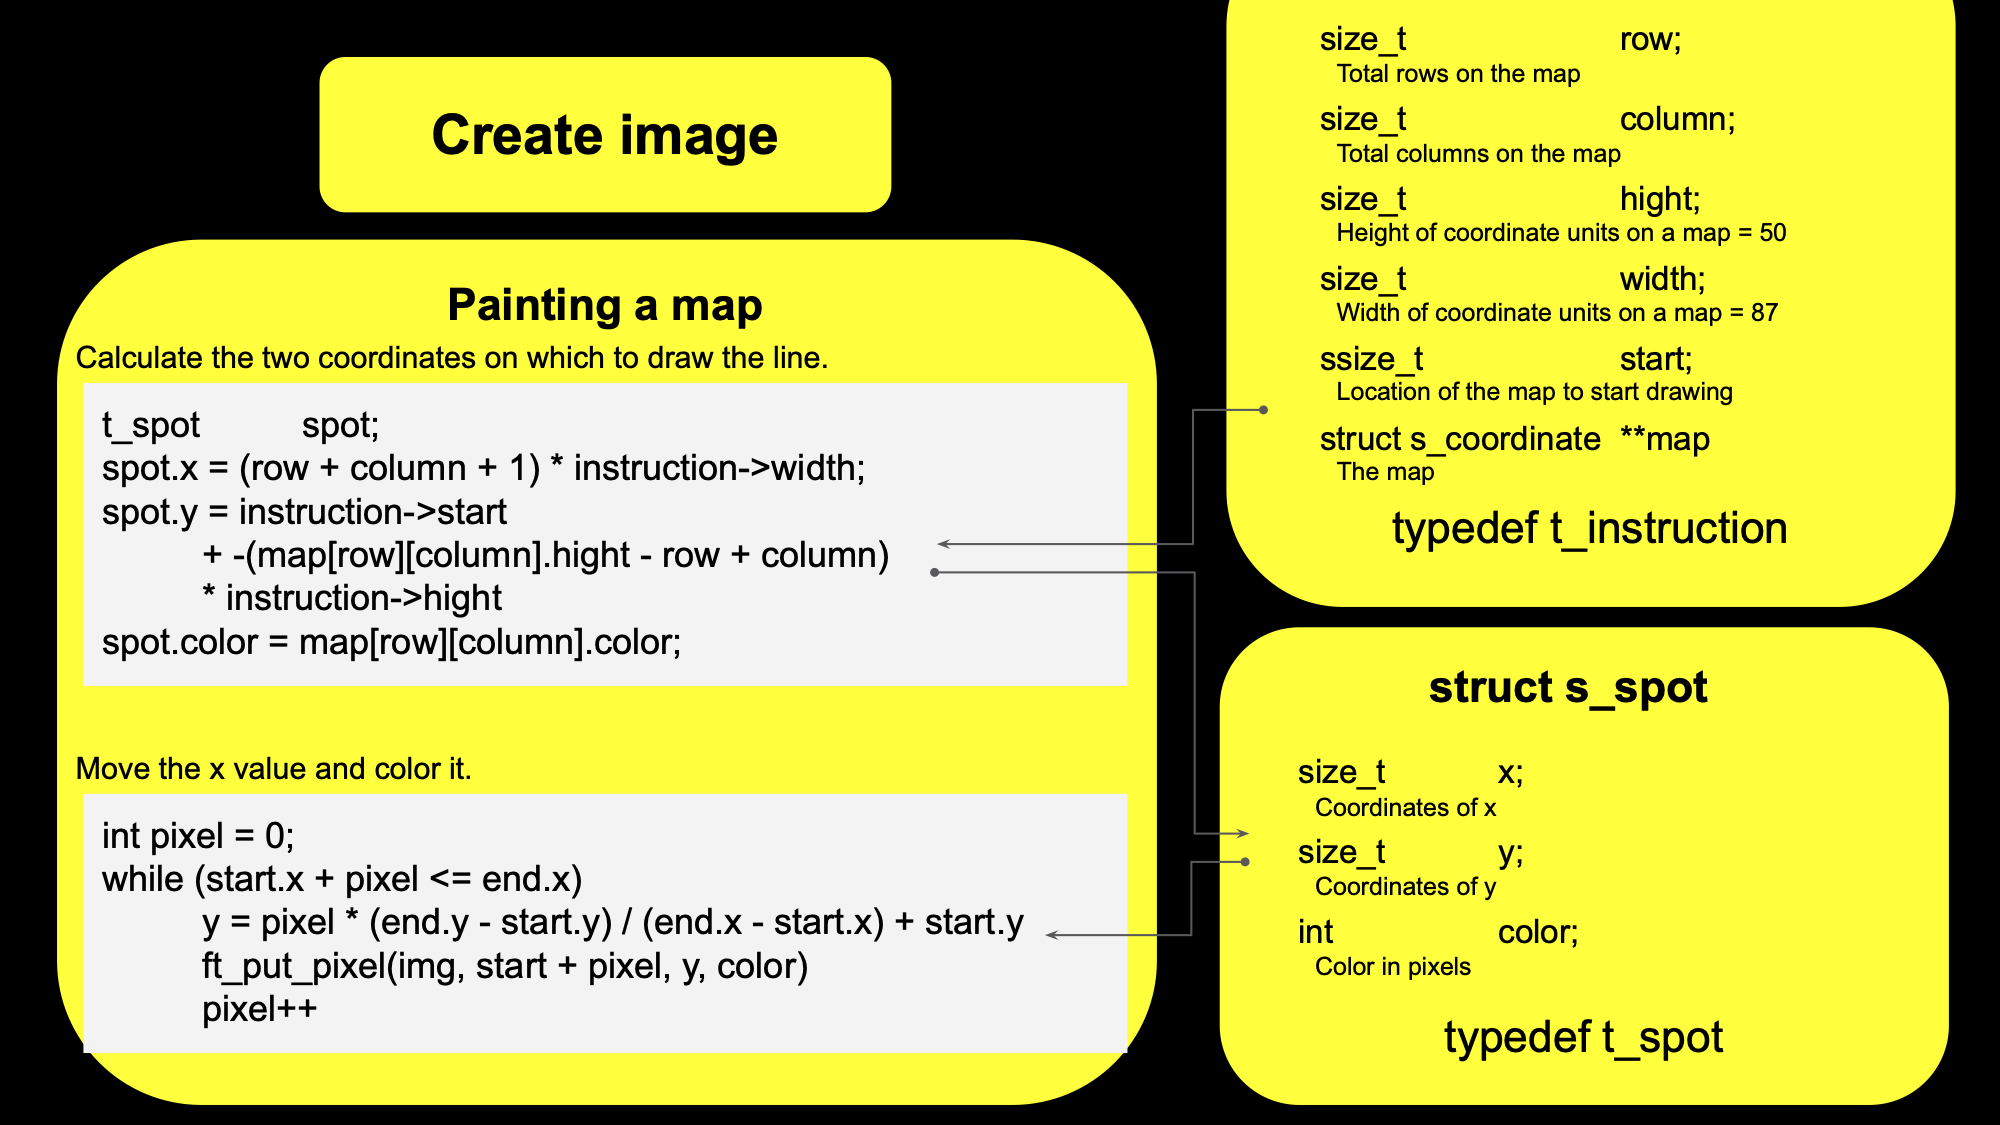 Create image
Painting a map
Calculate the two coordinates on which to draw the line.
t_spot spot;
spot.x = (row + column + 1) * instruction->width;
spot.y = instruction->start
+ -(map[row][column].hight - row + column)
* instruction->hight
spot.color = map[row][column].color;
Move the x value and color it.
int pixel = 0;
while (start.x + pixel <= end.x)
y = pixel * (end.y - start.y) / (end.x - start.x) + start.y
ft_put_pixel(img, start + pixel, y, color)
pixel++
size_t row;
Total rows on the map
size_t column;
Total columns on the map
size_t hight;
Height of coordinate units on a map = 50
size_t width;
Width of coordinate units on a map = 87
ssize_t start;
Location of the map to start drawing
struct s_coordinate **map
The map
typedef t_instruction
struct s_spot
size_t x;
Coordinates of x
size_t y;
Coordinates of y
int color;
Color in pixels
typedef t_spot